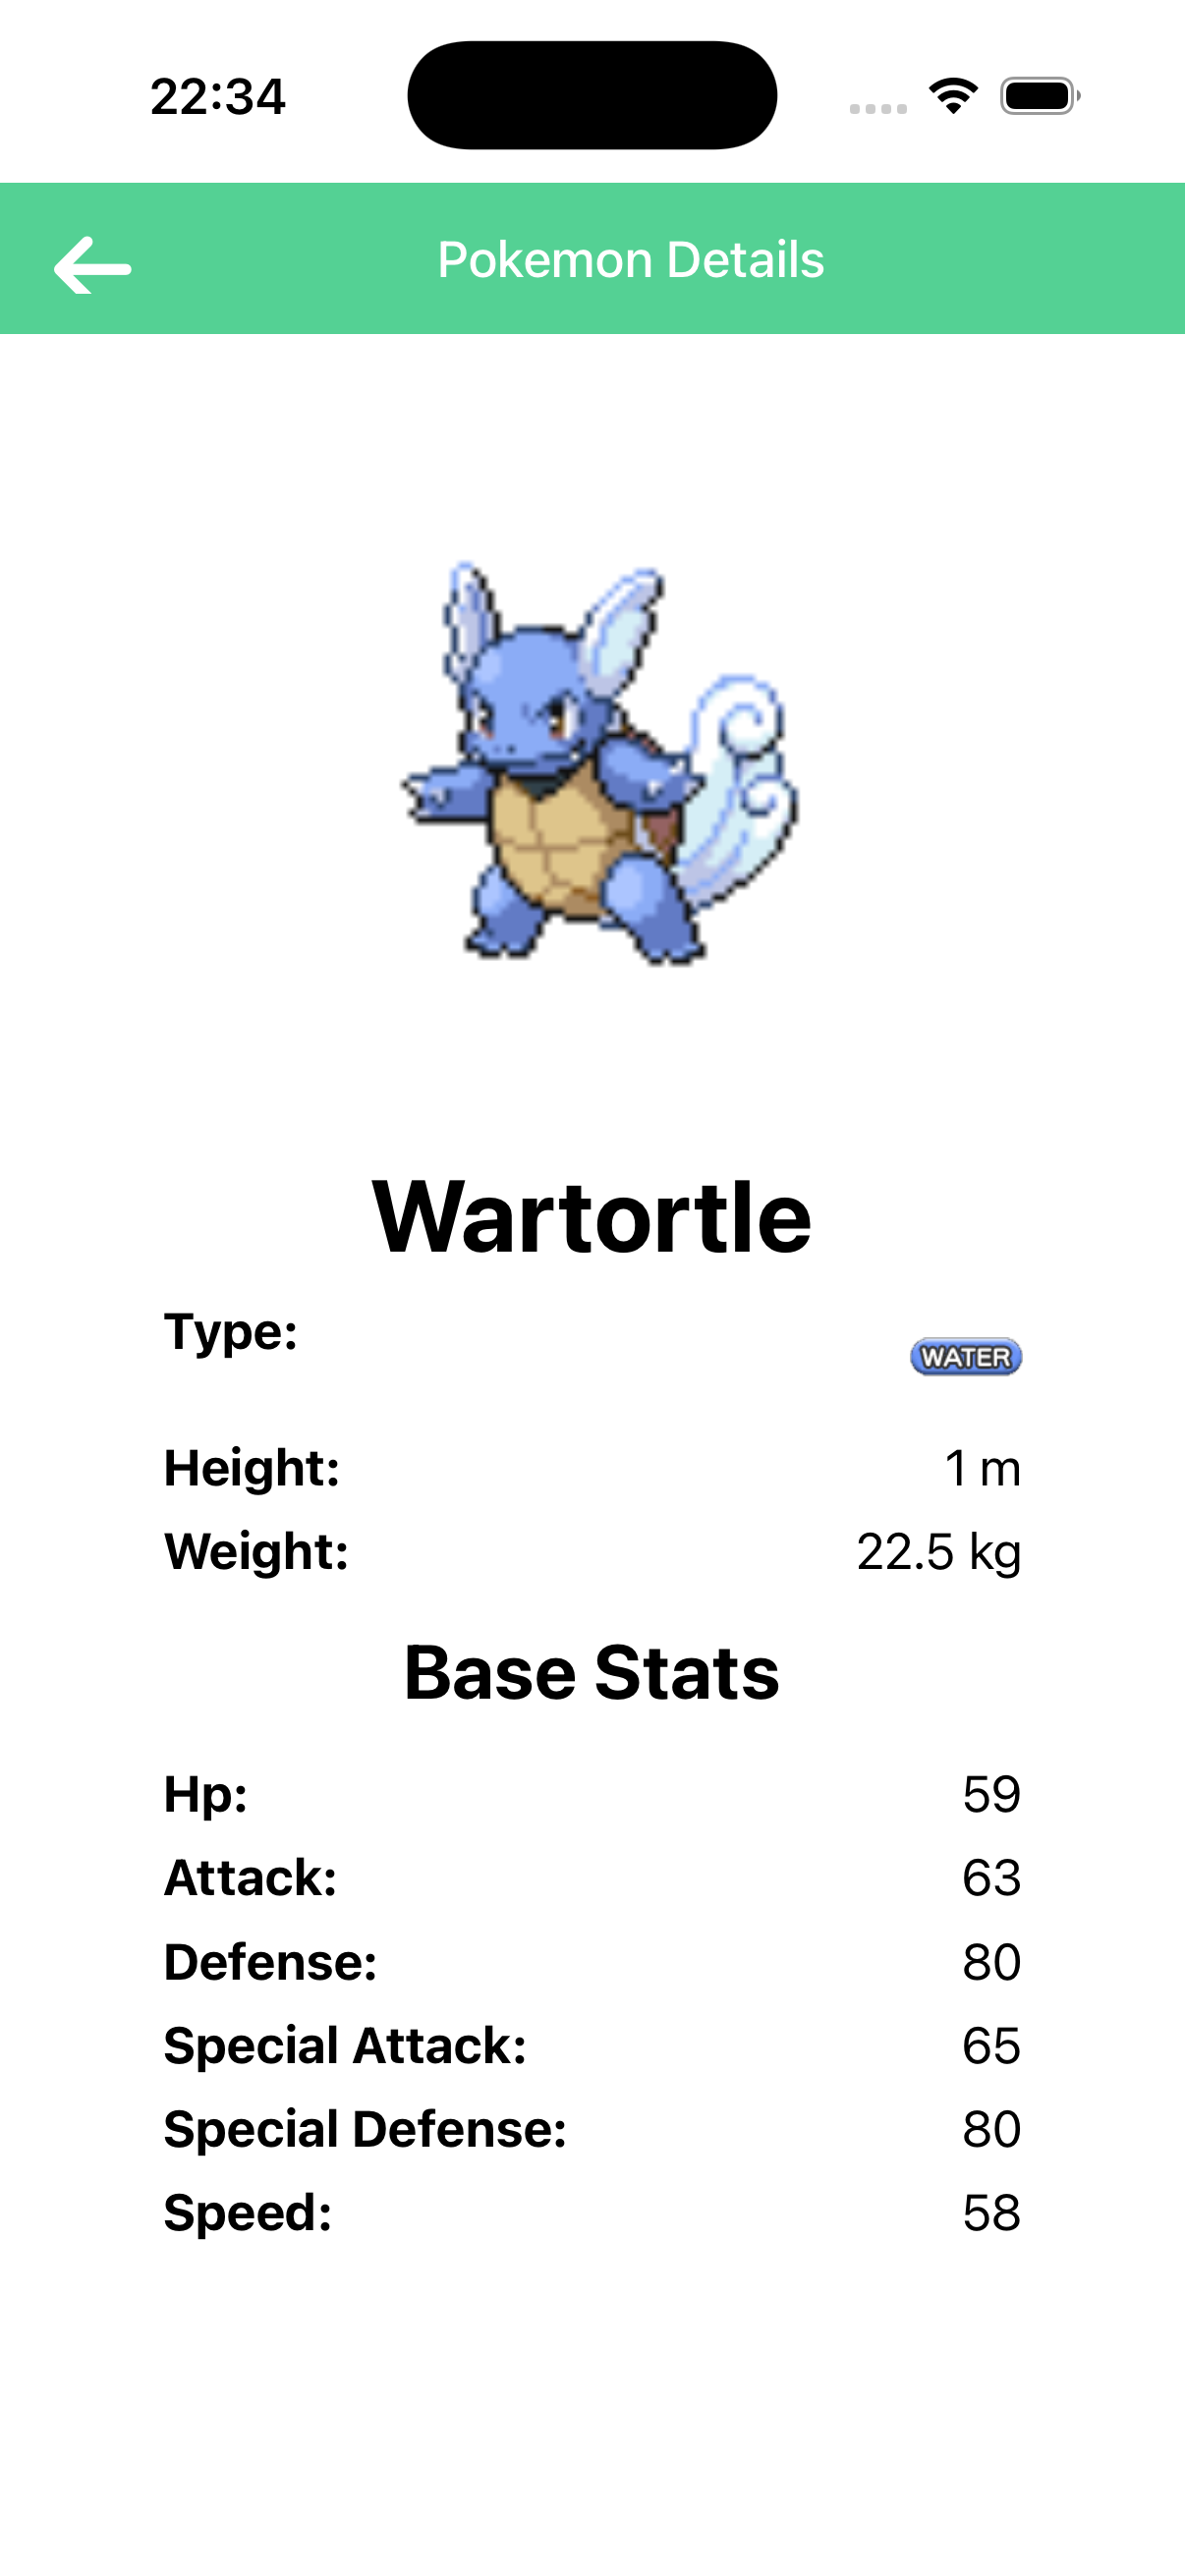 22:34
Pokemon Details
Wartortle
Type: WATER
Height: 1 m
Weight: 22.5 kg
Base Stats
Hp: 59
Attack: 63
Defense: 80
Special Attack: 65
Special Defense: 80
Speed: 58